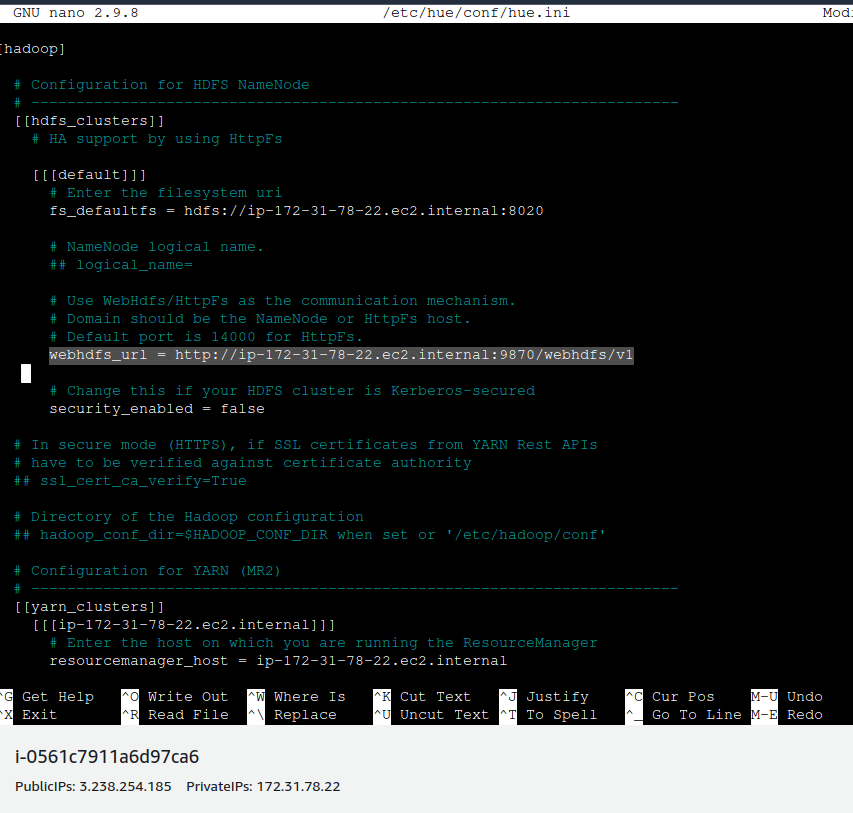 GNU nano 2.9.8 /etc/hue/conf/hue.ini Modi
[hadoop]
# Configuration for HDFS NameNode
# ------------------------------------------------------------------------
[[hdfs_clusters]]
# HA support by using HttpFs
[[[default]]]
# Enter the filesystem uri
fs_defaultfs = hdfs://ip-172-31-78-22.ec2.internal:8020
# NameNode logical name.
## logical_name=
# Use WebHdfs/HttpFs as the communication mechanism.
# Domain should be the NameNode or HttpFs host.
# Default port is 14000 for HttpFs.
webhdfs_url = http://ip-172-31-78-22.ec2.internal:9870/webhdfs/v1
# Change this if your HDFS cluster is Kerberos-secured
security_enabled = false
# In secure mode (HTTPS), if SSL certificates from YARN Rest APIs
# have to be verified against certificate authority
## ssl_cert_ca_verify=True
# Directory of the Hadoop configuration
## hadoop_conf_dir=$HADOOP_CONF_DIR when set or '/etc/hadoop/conf'
# Configuration for YARN (MR2)
# ------------------------------------------------------------------------
[[yarn_clusters]]
[[[ip-172-31-78-22.ec2.internal]]]
# Enter the host on which you are running the ResourceManager
resourcemanager_host = ip-172-31-78-22.ec2.internal
^G Get Help ^O Write Out ^W Where Is ^K Cut Text ^J Justify ^C Cur Pos M-U Undo
^X Exit ^R Read File ^\ Replace ^U Uncut Text ^T To Spell ^_ Go To Line M-E Redo
i-0561c7911a6d97ca6
PublicIPs: 3.238.254.185 PrivateIPs: 172.31.78.22